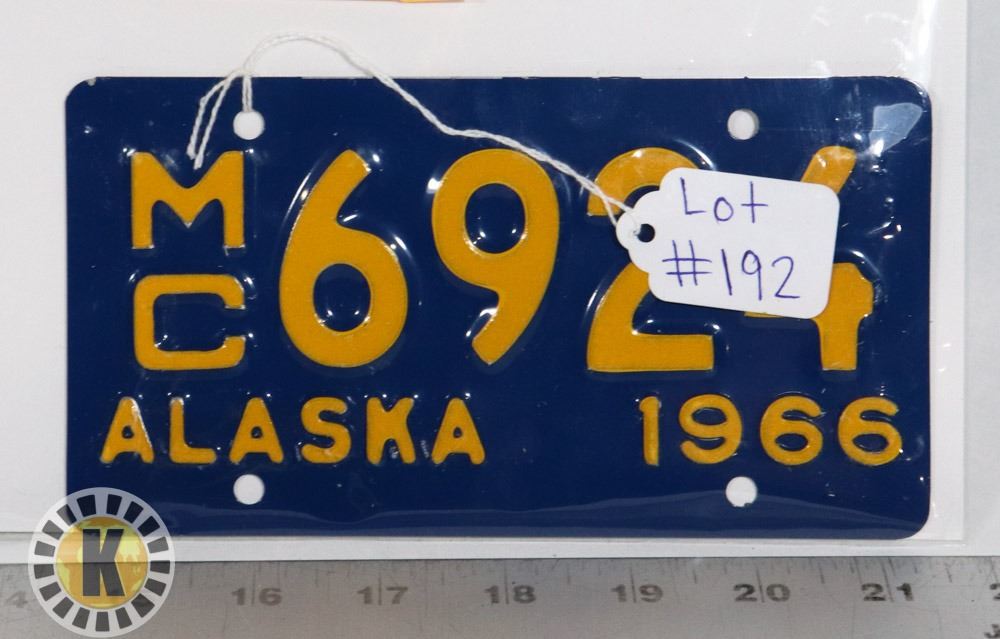 MC 6924
Lot
#192
ALASKA 1966
K
16 17 18 19 20 21